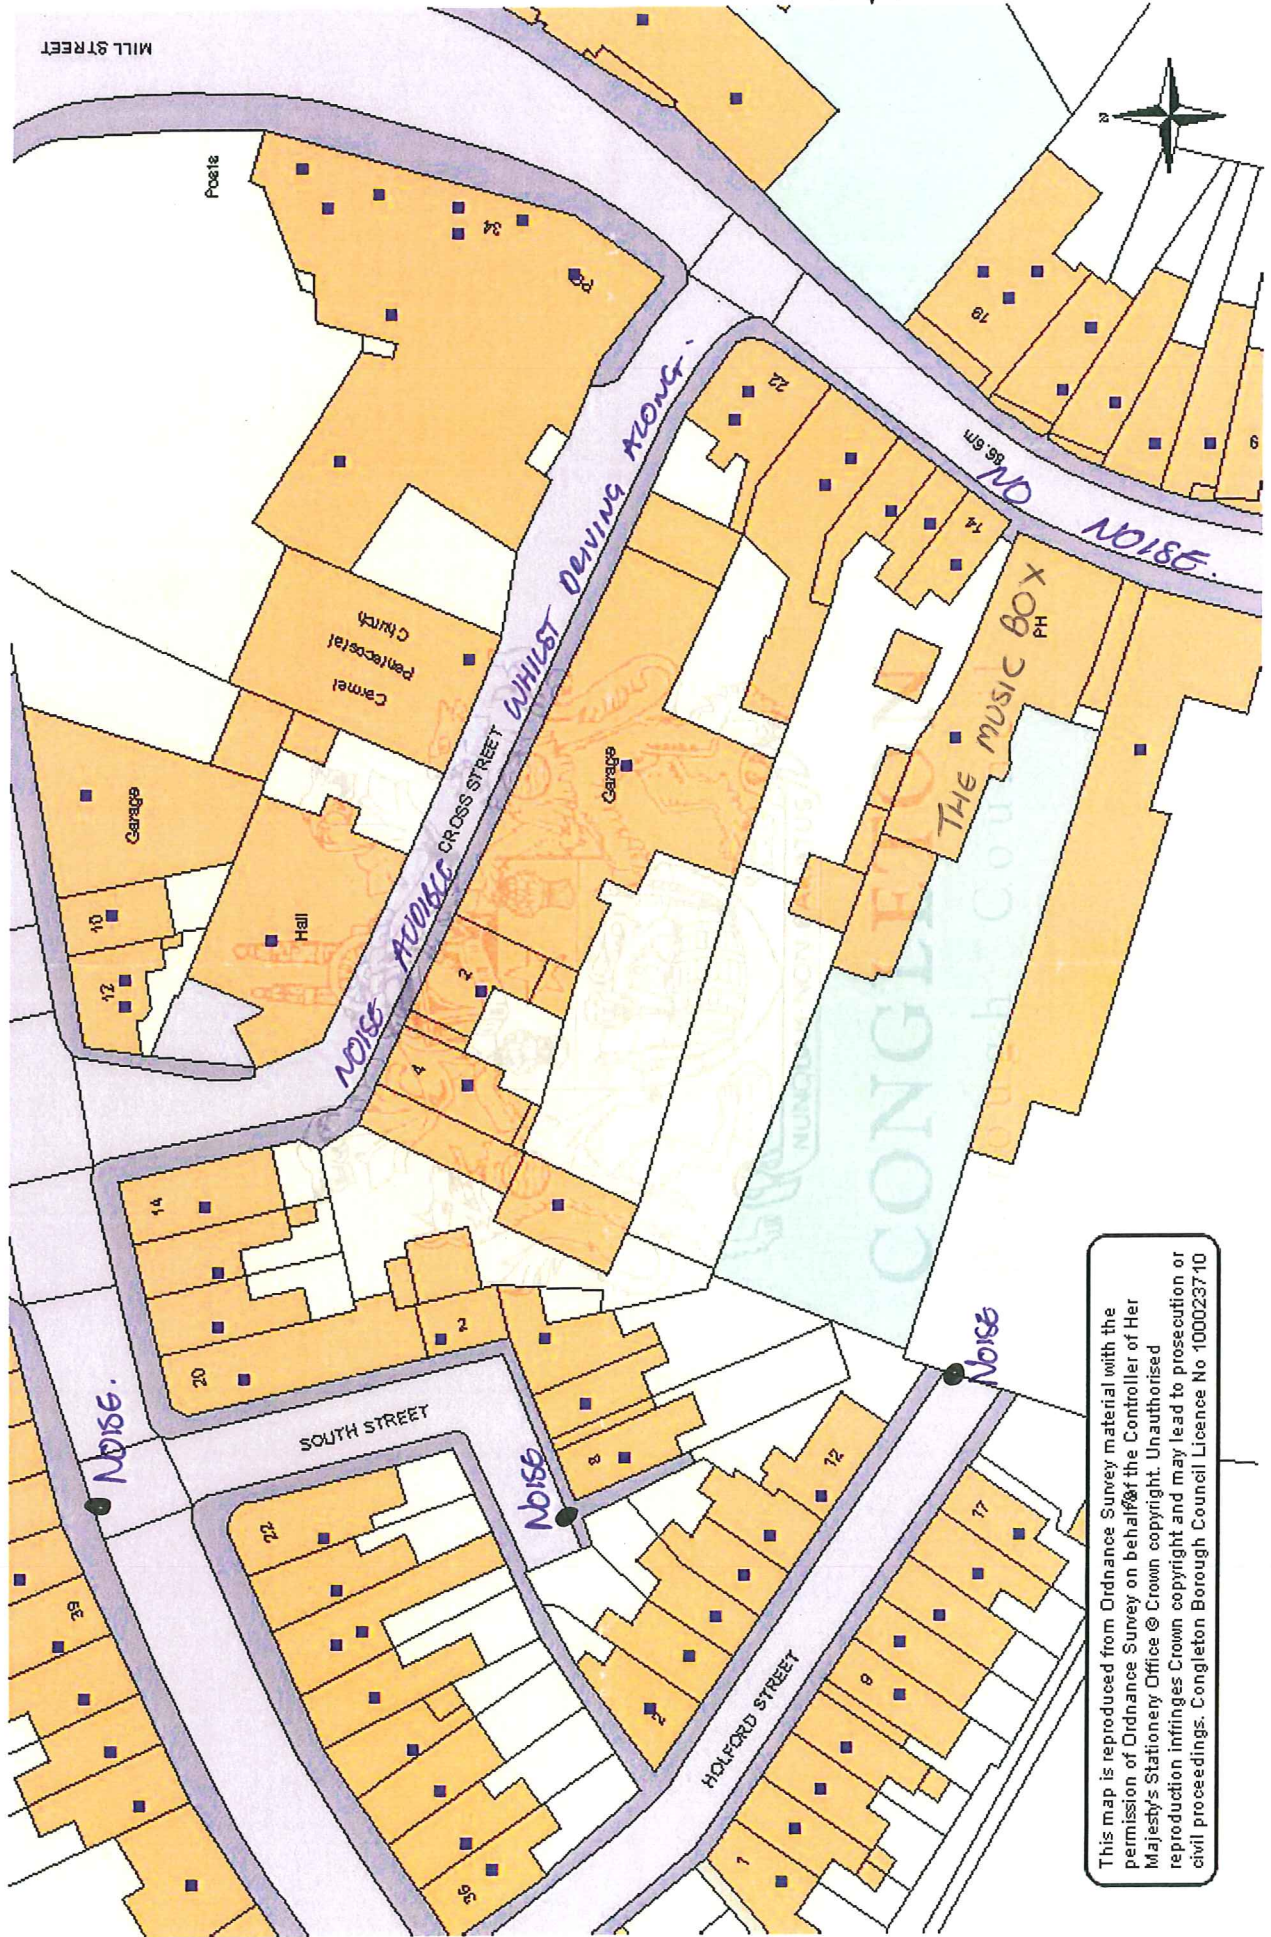 MILL STREET
Posts
34
PO
N
19
22
86.6m
NO
NOISE.
9
14
THE MUSIC BOX
PH
Carmel
Pentecostal
Church
Garage
10
12
Hall
NOISE AUDIBLE WHILST DRIVING ALONG.
CROSS STREET
Garage
2
4
14
20
2
SOUTH STREET
NOISE.
39
22
NOISE
8
12
NOISE
2
17
9
7
36
HOLFORD STREET
CONGLETON
This map is reproduced from Ordnance Survey material with the
permission of Ordnance Survey on behalf of the Controller of Her
Majesty's Stationery Office © Crown copyright. Unauthorised
reproduction infringes Crown copyright and may lead to prosecution or
civil proceedings. Congleton Borough Council Licence No 100023710